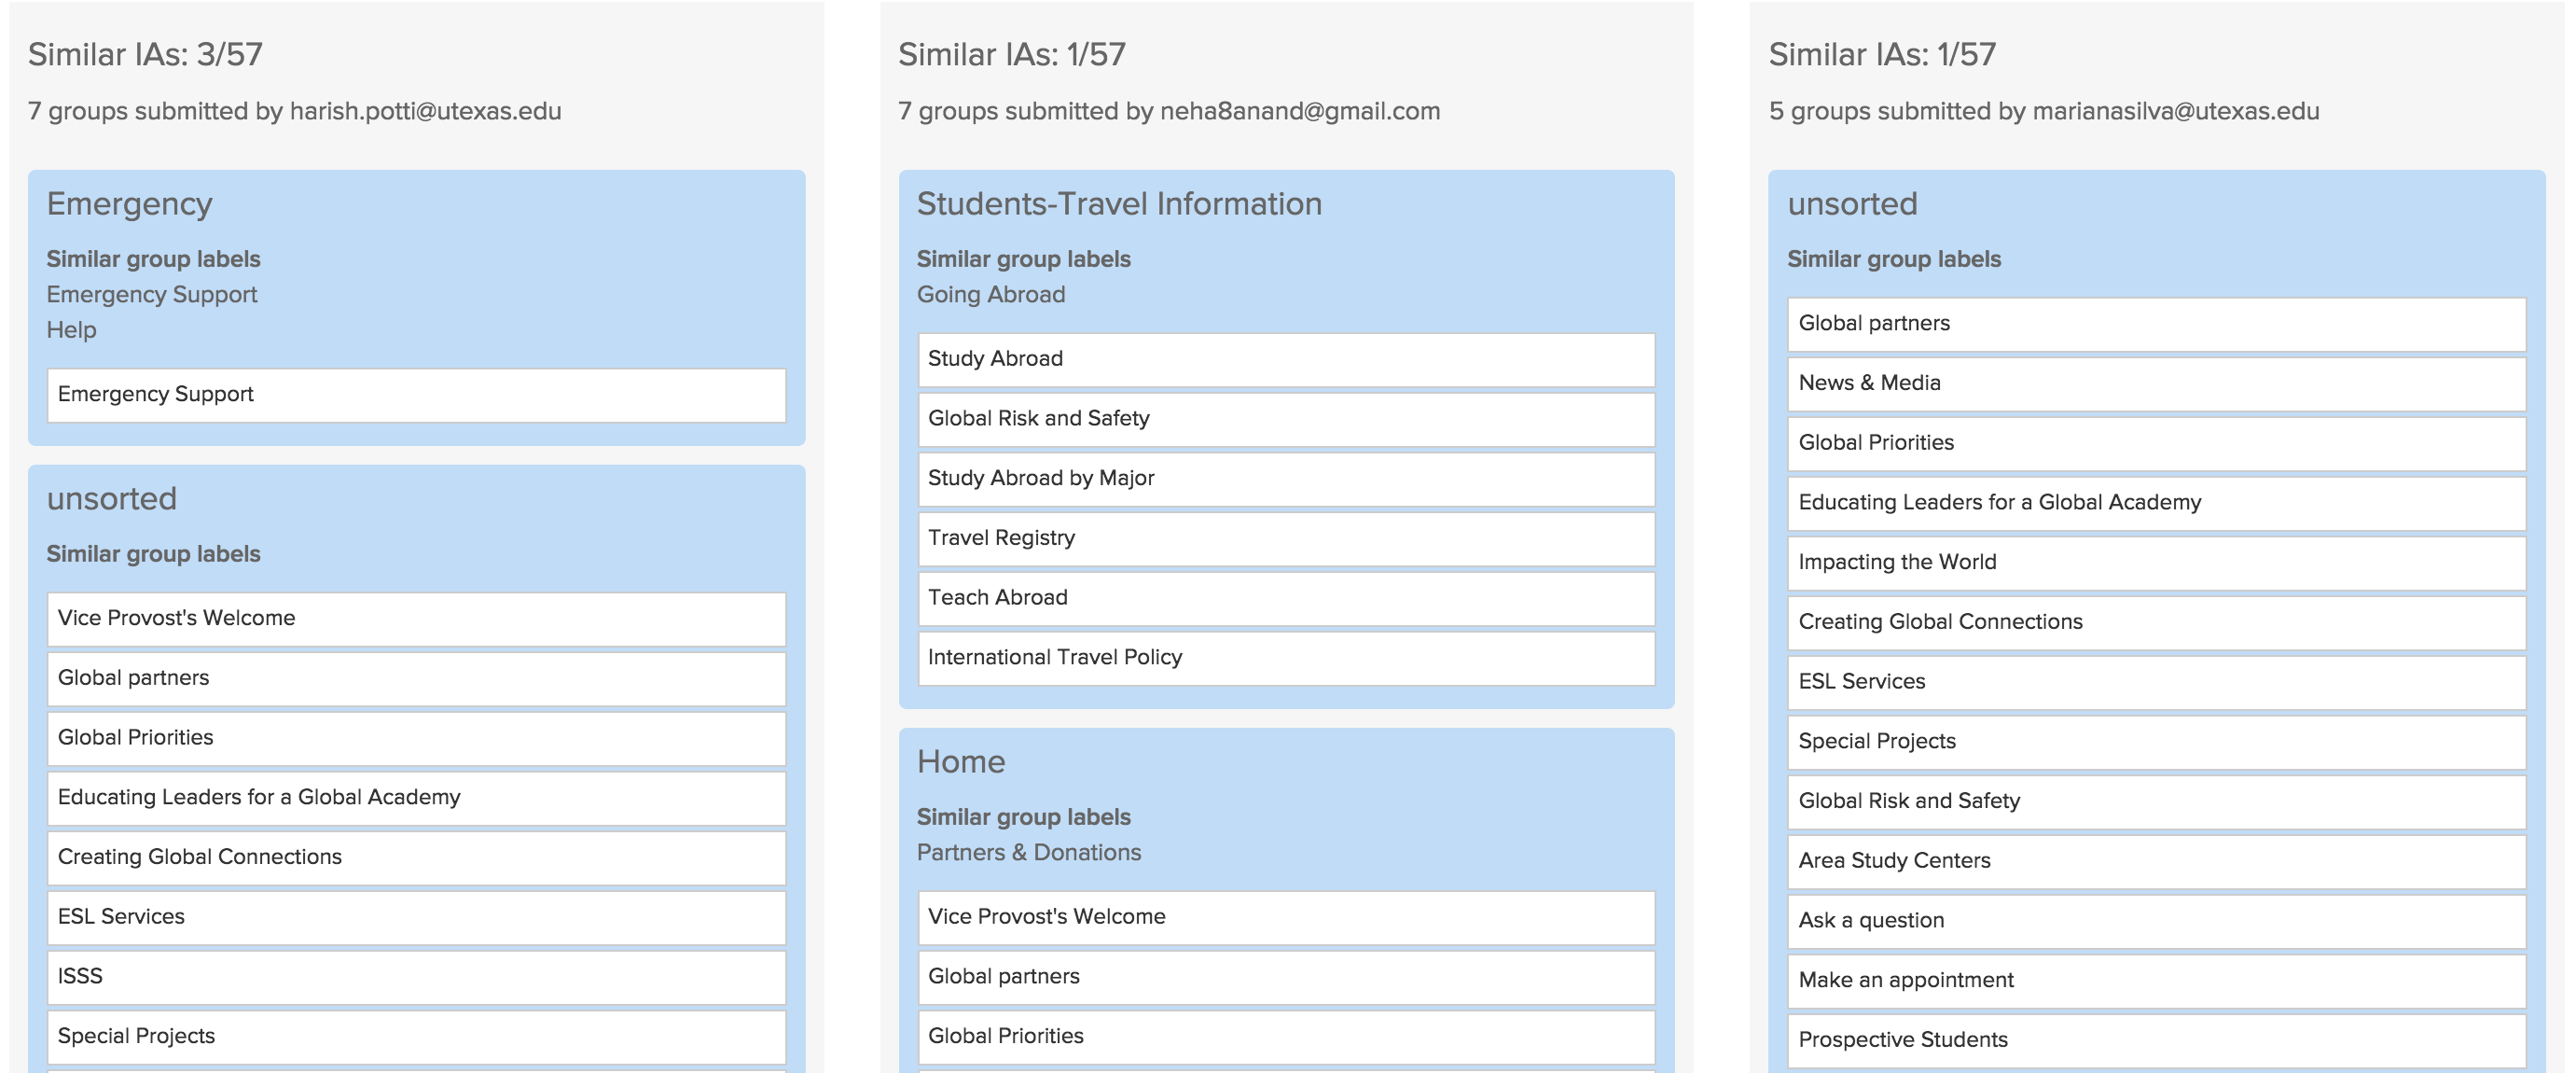 Similar IAs: 3/57
7 groups submitted by harish.potti@utexas.edu
Emergency
Similar group labels
Emergency Support
Help
Emergency Support
unsorted
Similar group labels
Vice Provost's Welcome
Global partners
Global Priorities
Educating Leaders for a Global Academy
Creating Global Connections
ESL Services
ISSS
Special Projects
Similar IAs: 1/57
7 groups submitted by neha8anand@gmail.com
Students-Travel Information
Similar group labels
Going Abroad
Study Abroad
Global Risk and Safety
Study Abroad by Major
Travel Registry
Teach Abroad
International Travel Policy
Home
Similar group labels
Partners & Donations
Vice Provost's Welcome
Global partners
Global Priorities
Similar IAs: 1/57
5 groups submitted by marianasilva@utexas.edu
unsorted
Similar group labels
Global partners
News & Media
Global Priorities
Educating Leaders for a Global Academy
Impacting the World
Creating Global Connections
ESL Services
Special Projects
Global Risk and Safety
Area Study Centers
Ask a question
Make an appointment
Prospective Students